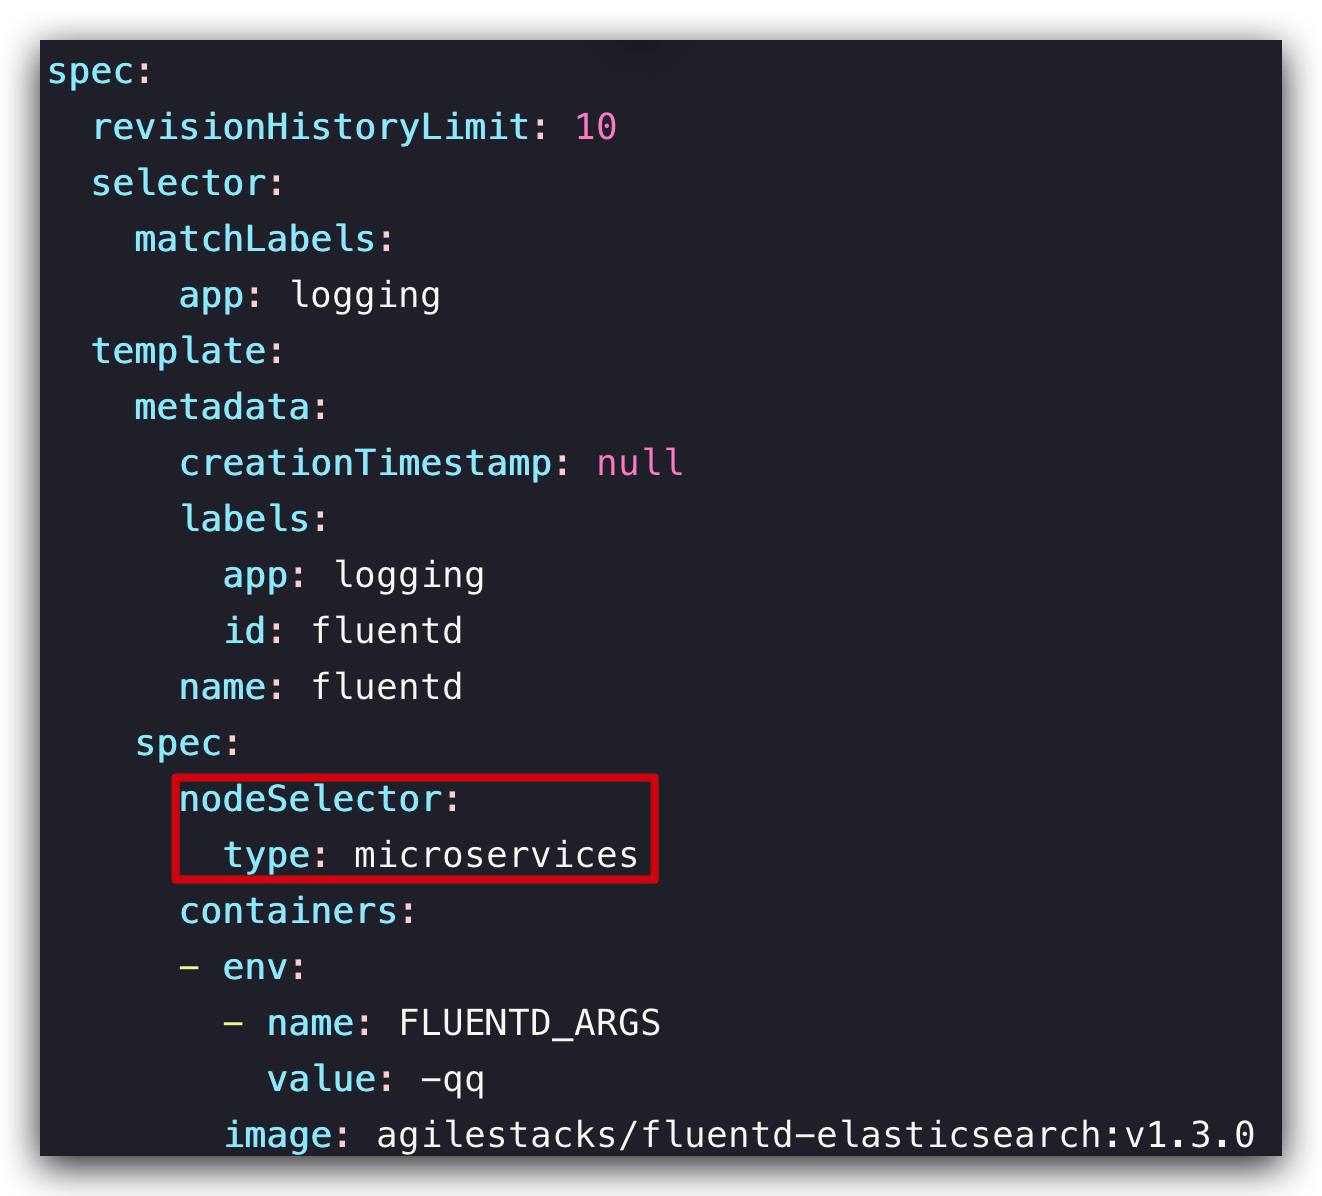 spec:
  revisionHistoryLimit: 10
  selector:
    matchLabels:
      app: logging
  template:
    metadata:
      creationTimestamp: null
      labels:
        app: logging
        id: fluentd
      name: fluentd
    spec:
      nodeSelector:
        type: microservices
      containers:
      - env:
        - name: FLUENTD_ARGS
          value: -qq
        image: agilestacks/fluentd-elasticsearch:v1.3.0